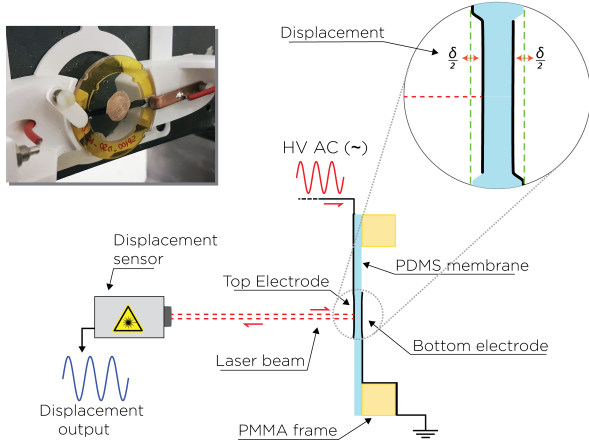 Displacement
δ/2
δ/2
HV AC (~)
Displacement
sensor
PDMS membrane
Top Electrode
Laser beam
Bottom electrode
Displacement
output
PMMA frame